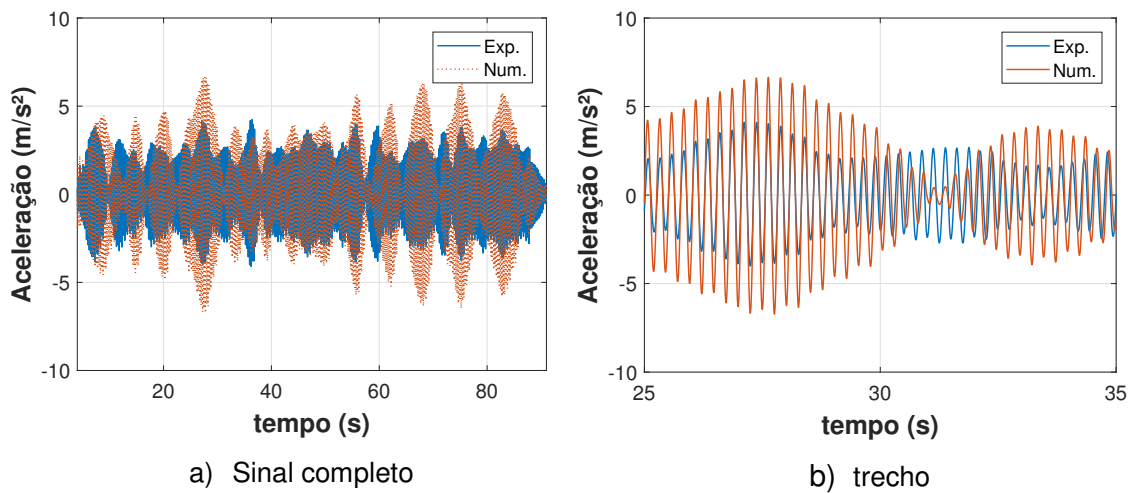 10
5
0
-5
-10
Aceleração (m/s²)
20
40
60
80
tempo (s)
Exp.
Num.
a) Sinal completo
10
5
0
-5
-10
Aceleração (m/s²)
25
30
35
tempo (s)
Exp.
Num.
b) trecho